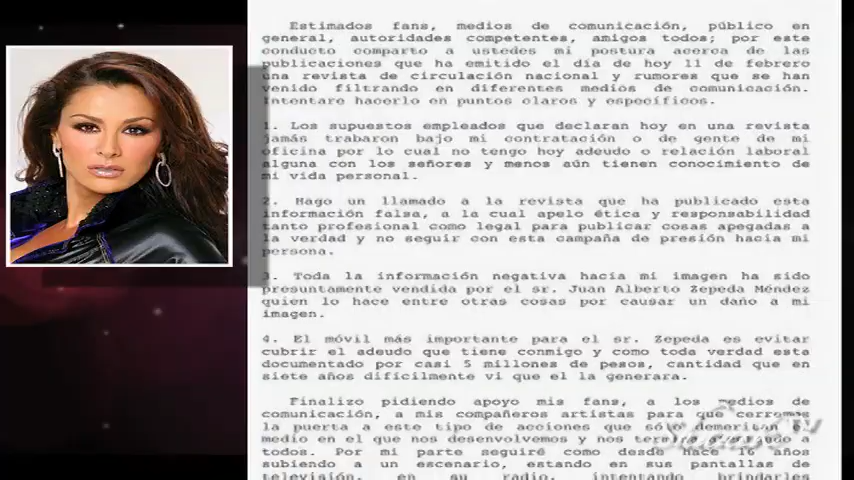 Estimados fans, medios de comunicación, público en
general, autoridades competentes, amigos todos; por este
conducto comparto a ustedes mi postura acerca de las
publicaciones que ha emitido el día de hoy 11 de febrero
una revista de circulación nacional y rumores que se han
venido filtrando en diferentes medios de comunicación.
Intentare hacerlo en puntos claros y específicos.
1. Los supuestos empleados que declaran hoy en una revista
jamás trabaron bajo mi contratación o de gente de mi
oficina por lo cual no tengo hoy adeudo o relación laboral
alguna con los señores y menos aún tienen conocimiento de
mi vida personal.
2. Hago un llamado a la revista que ha publicado esta
información falsa, a la cual apelo ética y responsabilidad
tanto profesional como legal para publicar cosas apegadas a
la verdad y no seguir con esta campaña de presión hacia mi
persona.
3. Toda la información negativa hacia mi imagen ha sido
presuntamente vendida por el sr. Juan Alberto Zepeda Méndez
quien lo hace entre otras cosas por causar un daño a mi
imagen.
4. El móvil más importante para el sr. Zepeda es evitar
cubrir el adeudo que tiene conmigo y como toda verdad esta
documentado por casi 5 millones de pesos, cantidad que en
siete años difícilmente vi que el la generara.
Finalizo pidiendo apoyo mis fans, a los medios de
comunicación, a mis compañeros artistas para que cerremos
la puerta a este tipo de acciones que sólo demeritan
medio en el que nos desenvolvemos y nos a
todos. Por mi parte seguiré como desde hace 16 años
subiendo a un escenario, estando en sus pantallas de
televisión, en su radio, intentando brindarles